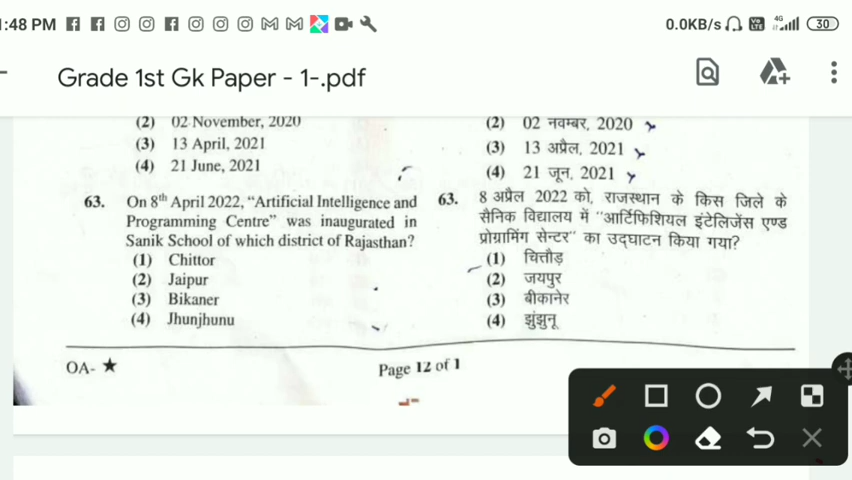 :48 PM
0.0KB/s
4G
30
Grade 1st Gk Paper - 1-.pdf
(2) 02 November, 2020
(3) 13 April, 2021
(4) 21 June, 2021
63. On 8th April 2022, "Artificial Intelligence and
Programming Centre" was inaugurated in
Sanik School of which district of Rajasthan?
(1) Chittor
(2) Jaipur
(3) Bikaner
(4) Jhunjhunu
(2) 02 नवम्बर, 2020
(3) 13 अप्रैल, 2021
(4) 21 जून, 2021
63. 8 अप्रैल 2022 को, राजस्थान के किस जिले के
सैनिक विद्यालय में "आर्टिफिशियल इंटेलिजेंस एण्ड
प्रोग्रामिंग सेन्टर" का उद्घाटन किया गया?
(1) चित्तौड़
(2) जयपुर
(3) बीकानेर
(4) झुंझुनू
OA- ★
Page 12 of 1